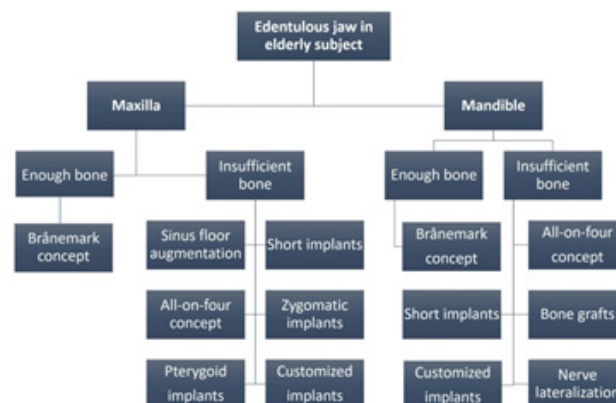 Edentulous jaw in
elderly subject
Maxilla
Mandible
Enough bone
Insufficient
bone
Enough bone
Insufficient
bone
Brånemark
concept
Sinus floor
augmentation
Short implants
Brånemark
concept
All-on-four
concept
All-on-four
concept
Zygomatic
implants
Short implants
Bone grafts
Pterygoid
implants
Customized
implants
Customized
implants
Nerve
lateralization